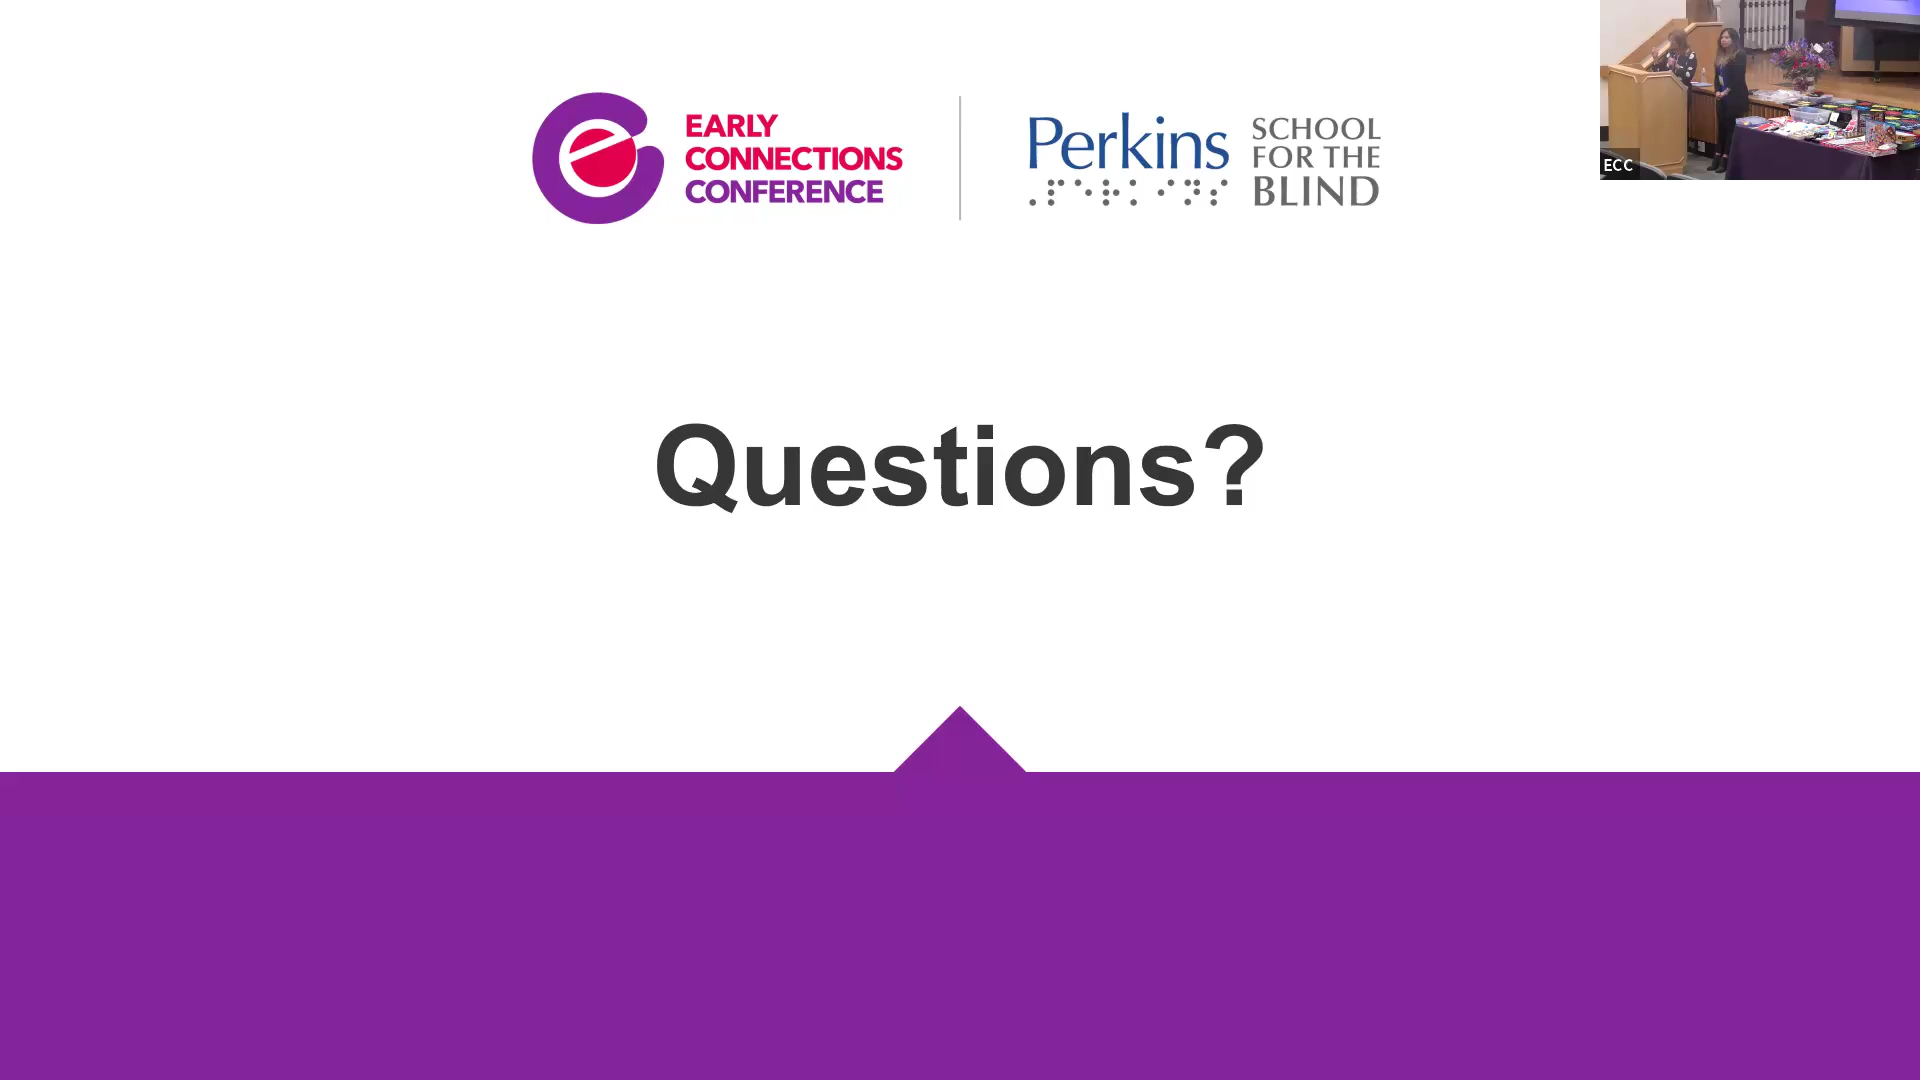 EARLY
CONNECTIONS
CONFERENCE
Perkins
⠠⠏⠑⠗⠅⠊⠝⠎
SCHOOL
FOR THE
BLIND
ECC
Questions?